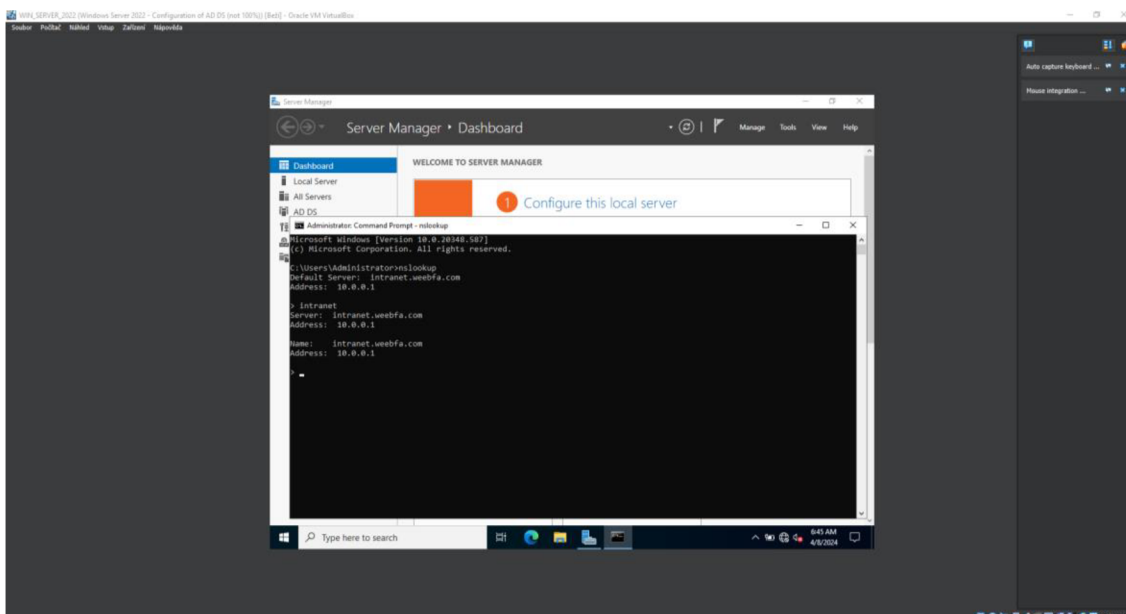 WIN_SERVER_2022 (Windows Server 2022 - Configuration of AD DS (not 100%)) [Běží] - Oracle VM VirtualBox
Soubor Počítač Náhled Vstup Zařízení Nápověda
Auto capture keyboard ...
Mouse integration ...
Server Manager
Server Manager Dashboard
Manage Tools View Help
Dashboard
Local Server
All Servers
AD DS
WELCOME TO SERVER MANAGER
1 Configure this local server
Administrator: Command Prompt - nslookup
Microsoft Windows [Version 10.0.20348.587]
(c) Microsoft Corporation. All rights reserved.
C:\Users\Administrator>nslookup
Default Server: intranet.weebfa.com
Address: 10.0.0.1
> intranet
Server: intranet.weebfa.com
Address: 10.0.0.1
Name: intranet.weebfa.com
Address: 10.0.0.1
>
Type here to search
6:45 AM
4/8/2024